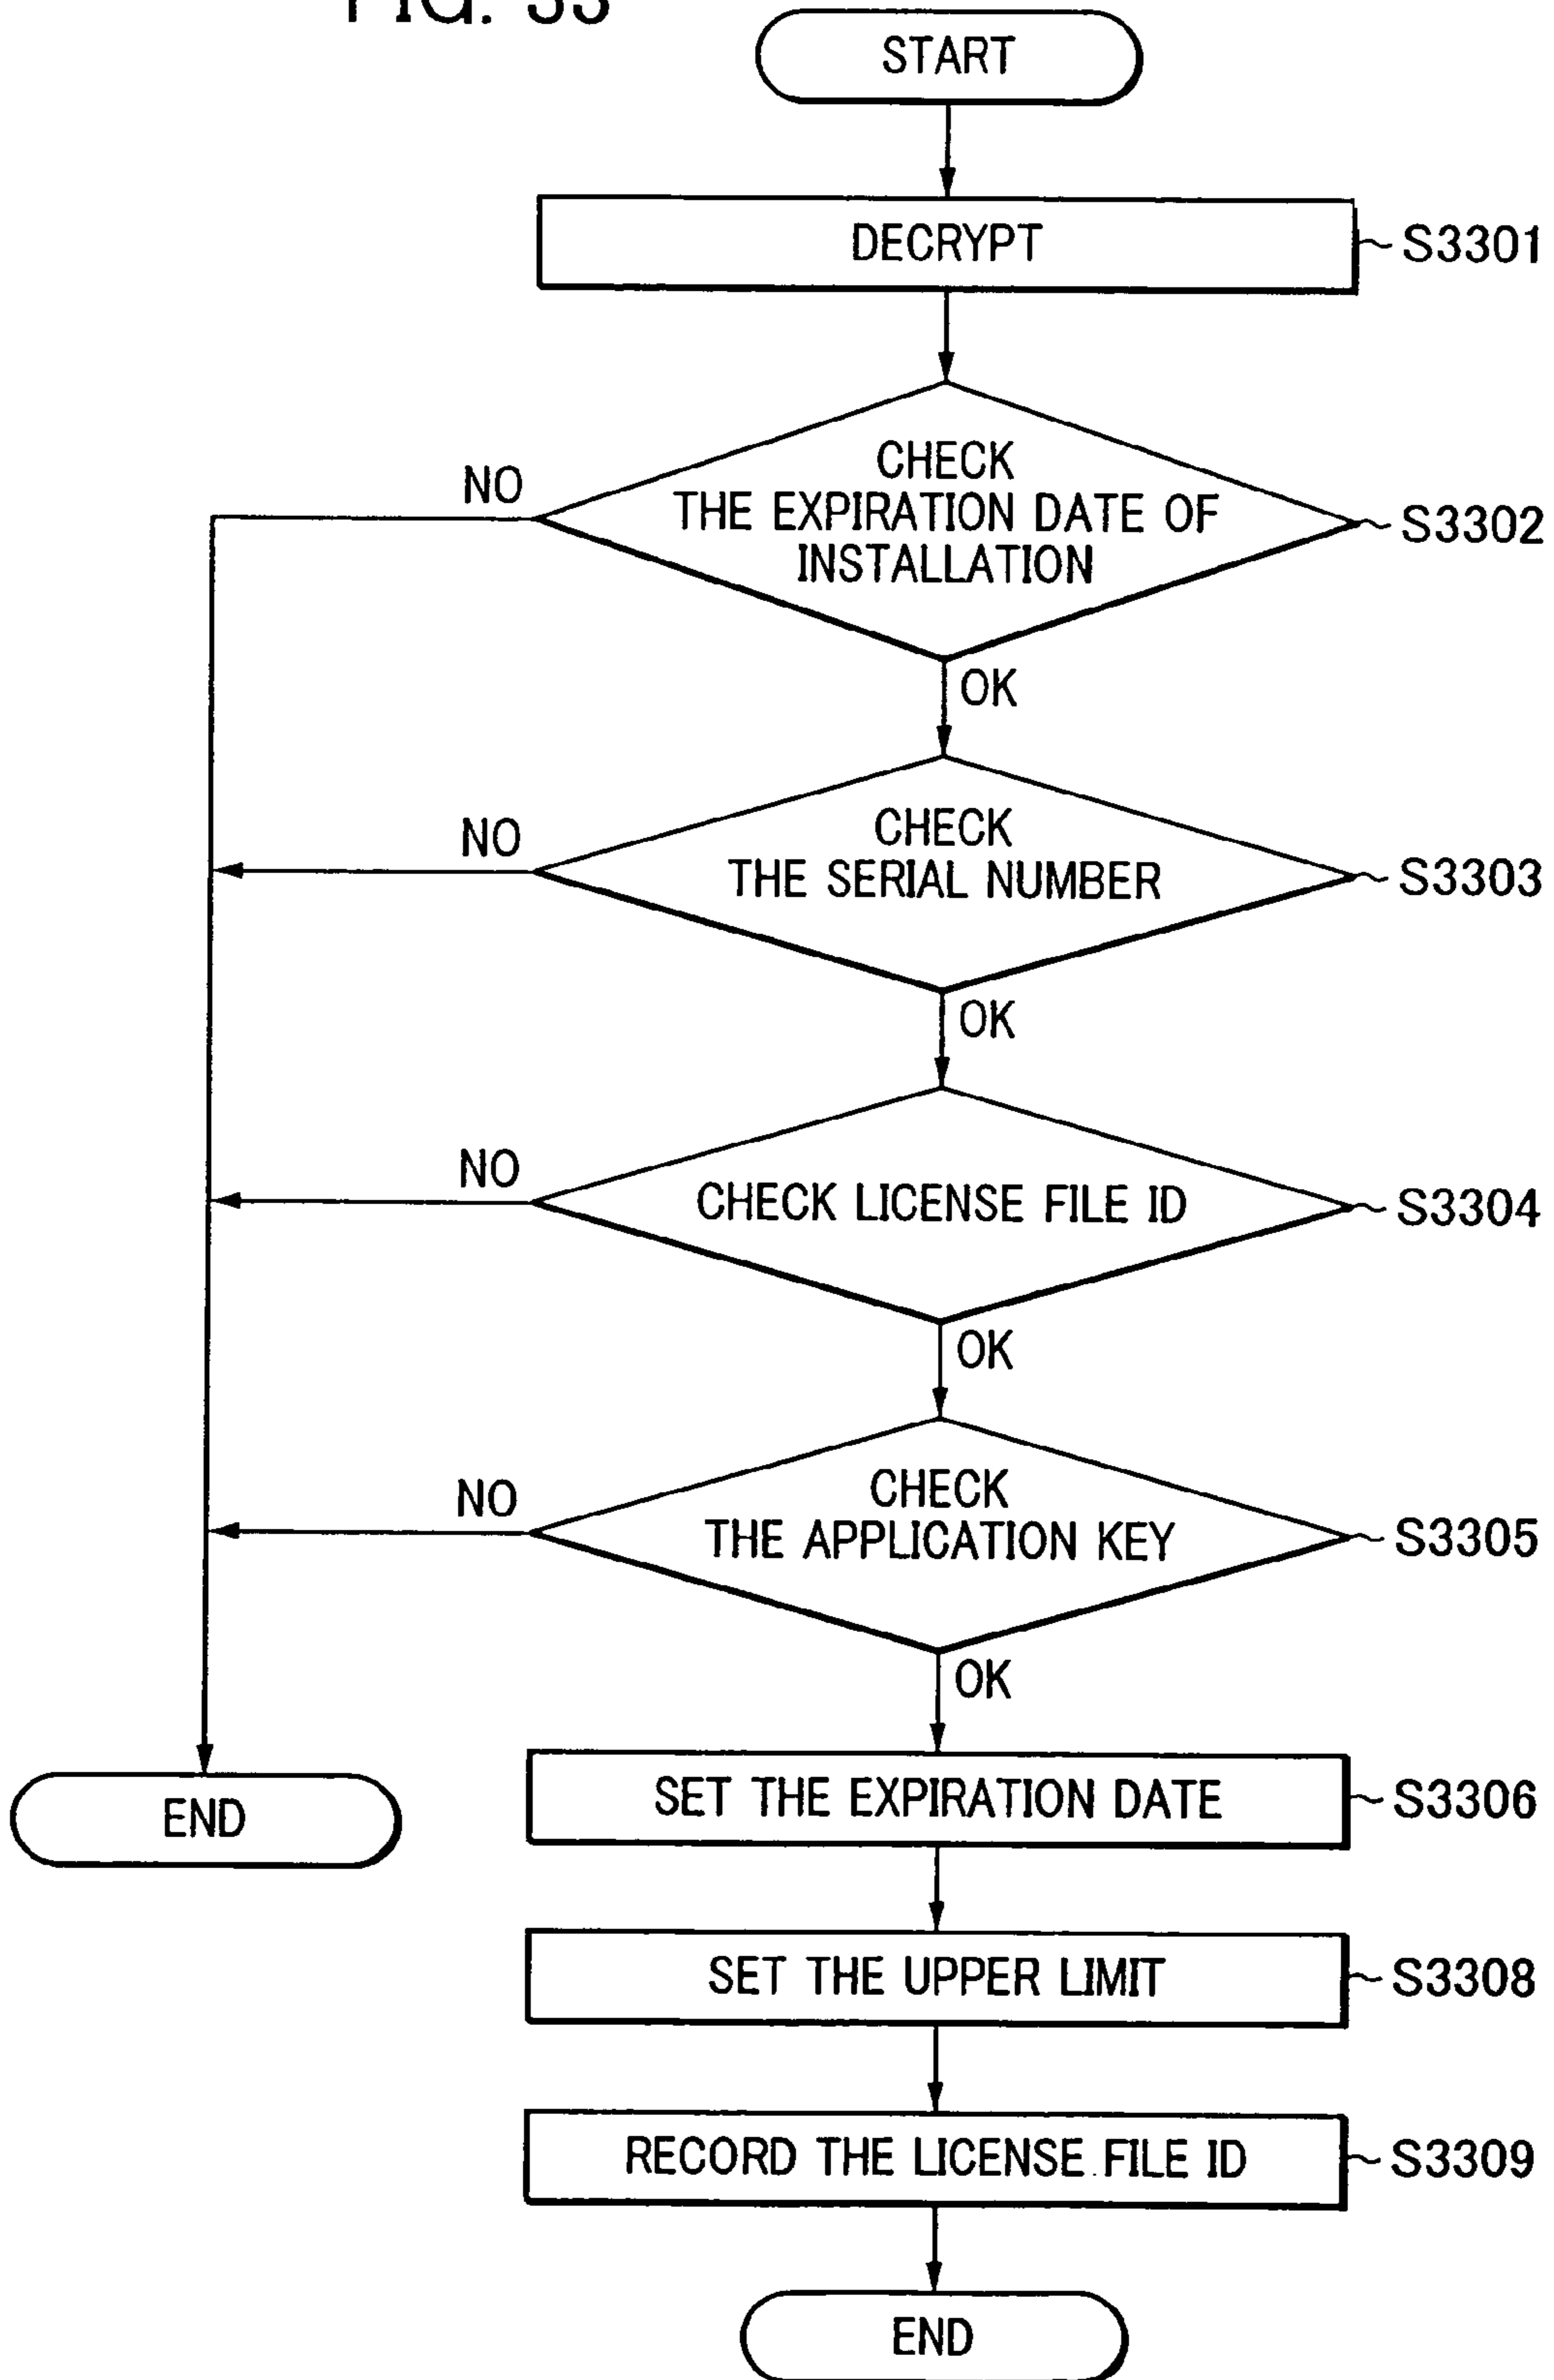 FIG. 33
START
DECRYPT
S3301
CHECK
THE EXPIRATION DATE OF
INSTALLATION
NO
S3302
OK
CHECK
THE SERIAL NUMBER
NO
S3303
OK
CHECK LICENSE FILE ID
NO
S3304
OK
CHECK
THE APPLICATION KEY
NO
S3305
OK
SET THE EXPIRATION DATE
S3306
END
SET THE UPPER LIMIT
S3308
RECORD THE LICENSE FILE ID
S3309
END